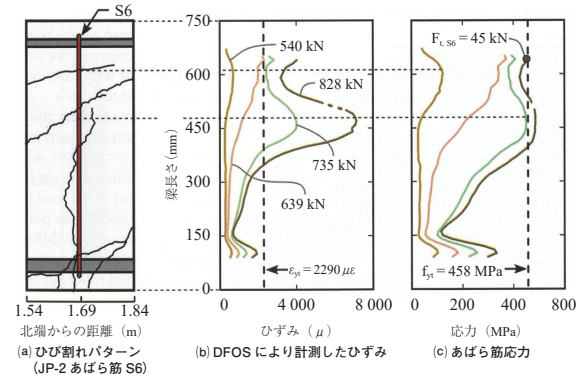 S6
750
600
450
300
150
0
梁長さ (mm)
540 kN
828 kN
735 kN
639 kN
εyt = 2290 με
Ft, S6 = 45 kN
fyt = 458 MPa
1.54 1.69 1.84
0 4 000 8 000
0 200 400 600 800
北端からの距離 (m)
ひずみ (μ)
応力 (MPa)
(a) ひび割れパターン
(JP-2 あばら筋 S6)
(b) DFOS により計測したひずみ
(c) あばら筋応力